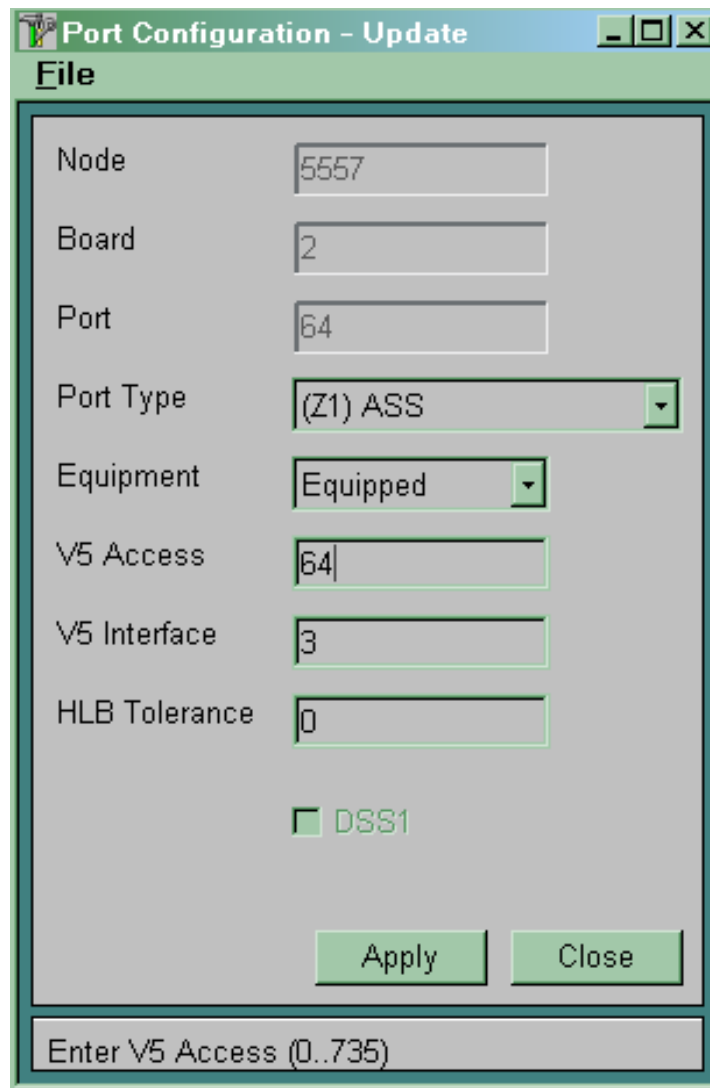 Port Configuration - Update
File
Node 5557
Board 2
Port 64
Port Type (Z1) ASS
Equipment Equipped
V5 Access 64
V5 Interface 3
HLB Tolerance 0
DSS1
Apply Close
Enter V5 Access (0..735)